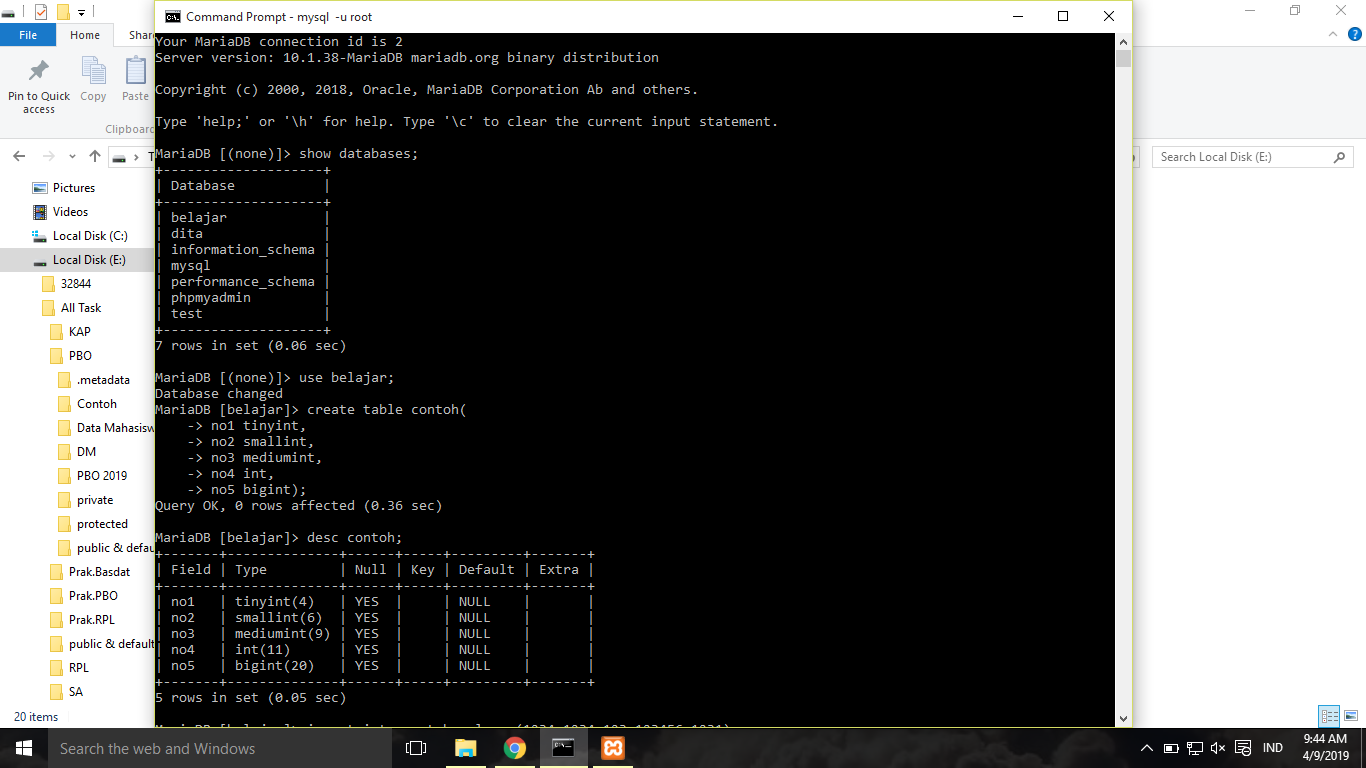 Command Prompt - mysql  -u root
File
Home
Shar
Pin to Quick access
Copy
Paste
Clipboard
Search Local Disk (E:)
Pictures
Videos
Local Disk (C:)
Local Disk (E:)
32844
All Task
KAP
PBO
.metadata
Contoh
Data Mahasisw
DM
PBO 2019
private
protected
public & defau
Prak.Basdat
Prak.PBO
Prak.RPL
public & default
RPL
SA
20 items
Your MariaDB connection id is 2
Server version: 10.1.38-MariaDB mariadb.org binary distribution
Copyright (c) 2000, 2018, Oracle, MariaDB Corporation Ab and others.
Type 'help;' or '\h' for help. Type '\c' to clear the current input statement.
MariaDB [(none)]> show databases;
+--------------------+
| Database           |
+--------------------+
| belajar            |
| dita               |
| information_schema |
| mysql              |
| performance_schema |
| phpmyadmin         |
| test               |
+--------------------+
7 rows in set (0.06 sec)
MariaDB [(none)]> use belajar;
Database changed
MariaDB [belajar]> create table contoh(
    -> no1 tinyint,
    -> no2 smallint,
    -> no3 mediumint,
    -> no4 int,
    -> no5 bigint);
Query OK, 0 rows affected (0.36 sec)
MariaDB [belajar]> desc contoh;
+-------+--------------+------+-----+---------+-------+
| Field | Type         | Null | Key | Default | Extra |
+-------+--------------+------+-----+---------+-------+
| no1   | tinyint(4)   | YES  |     | NULL    |       |
| no2   | smallint(6)  | YES  |     | NULL    |       |
| no3   | mediumint(9) | YES  |     | NULL    |       |
| no4   | int(11)      | YES  |     | NULL    |       |
| no5   | bigint(20)   | YES  |     | NULL    |       |
+-------+--------------+------+-----+---------+-------+
5 rows in set (0.05 sec)
Search the web and Windows
IND
9:44 AM
4/9/2019